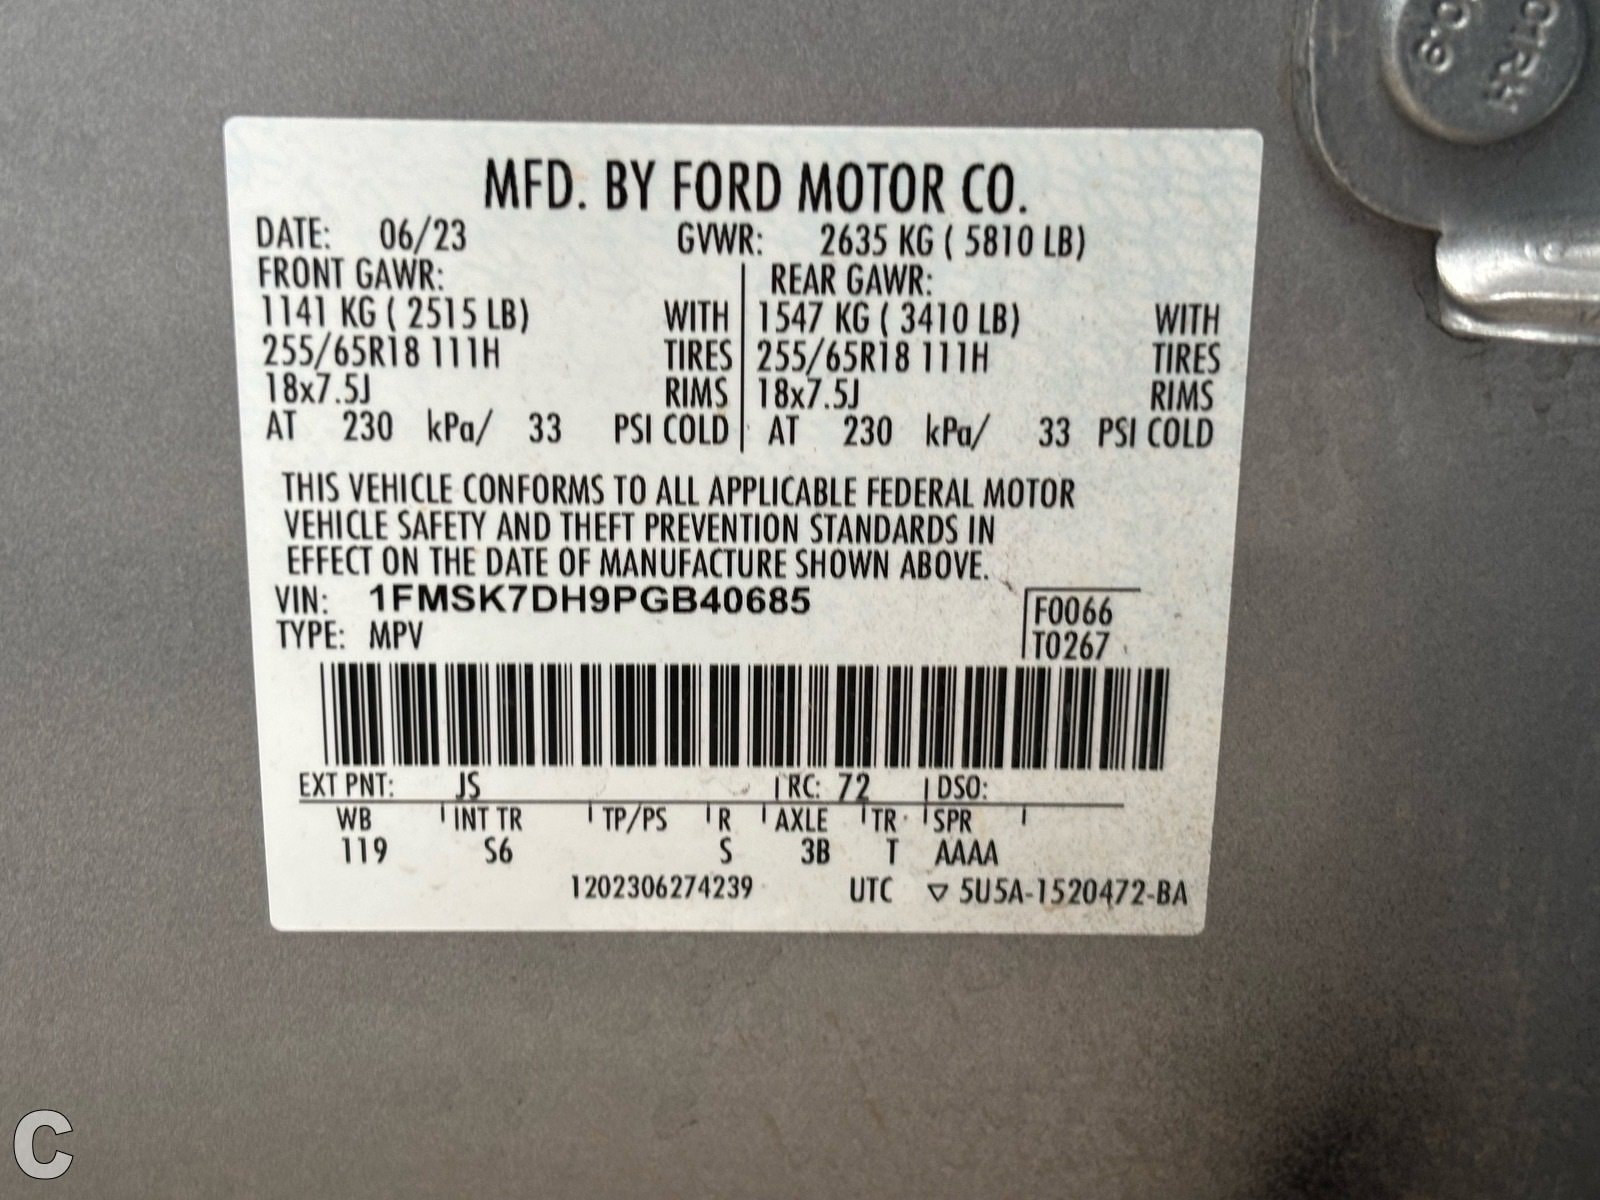 MFD. BY FORD MOTOR CO.
DATE: 06/23 GVWR: 2635 KG ( 5810 LB)
FRONT GAWR: REAR GAWR:
1141 KG ( 2515 LB) WITH 1547 KG ( 3410 LB) WITH
255/65R18 111H TIRES 255/65R18 111H TIRES
18x7.5J RIMS 18x7.5J RIMS
AT 230 kPa/ 33 PSI COLD AT 230 kPa/ 33 PSI COLD
THIS VEHICLE CONFORMS TO ALL APPLICABLE FEDERAL MOTOR
VEHICLE SAFETY AND THEFT PREVENTION STANDARDS IN
EFFECT ON THE DATE OF MANUFACTURE SHOWN ABOVE.
VIN: 1FMSK7DH9PGB40685 F0066
TYPE: MPV T0267
EXT PNT: JS RC: 72 DSO:
WB INT TR TP/PS R AXLE TR SPR
119 S6 S 3B T AAAA
1202306274239 UTC ▽ 5U5A-1520472-BA
C